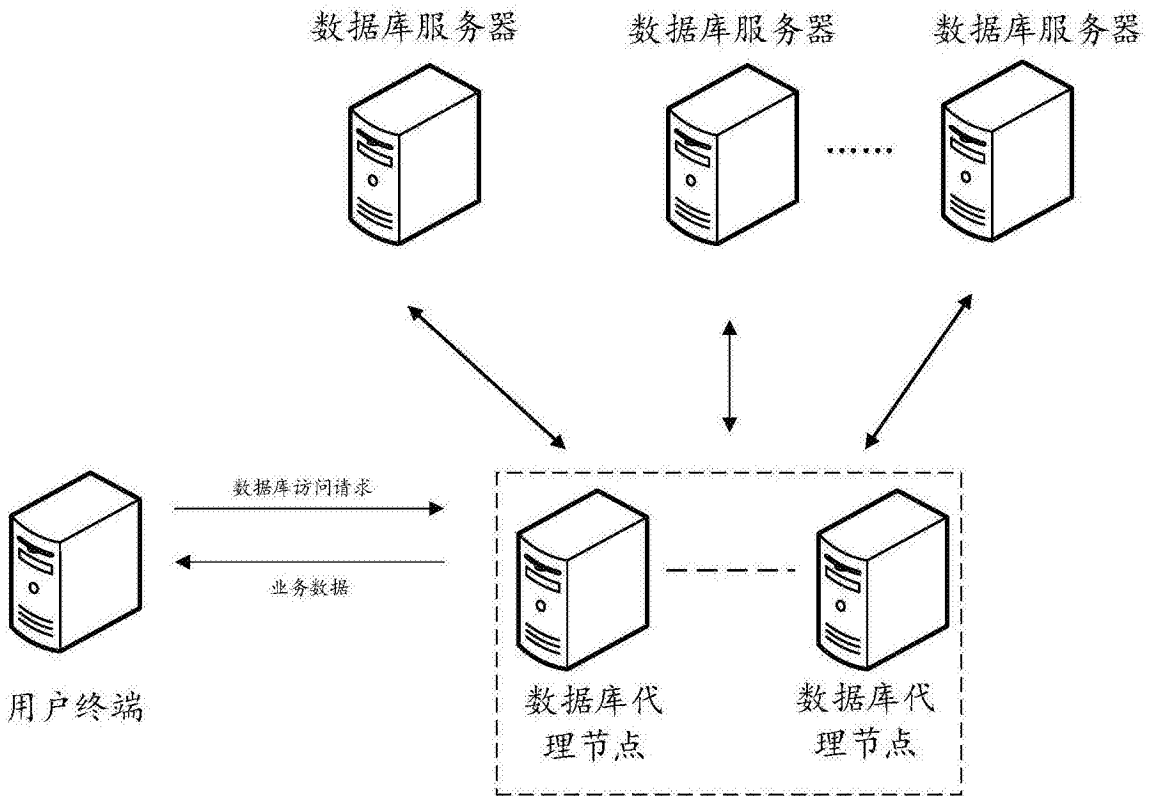 数据库服务器
数据库服务器
数据库服务器
……
数据库访问请求
业务数据
用户终端
数据库代
理节点
数据库代
理节点